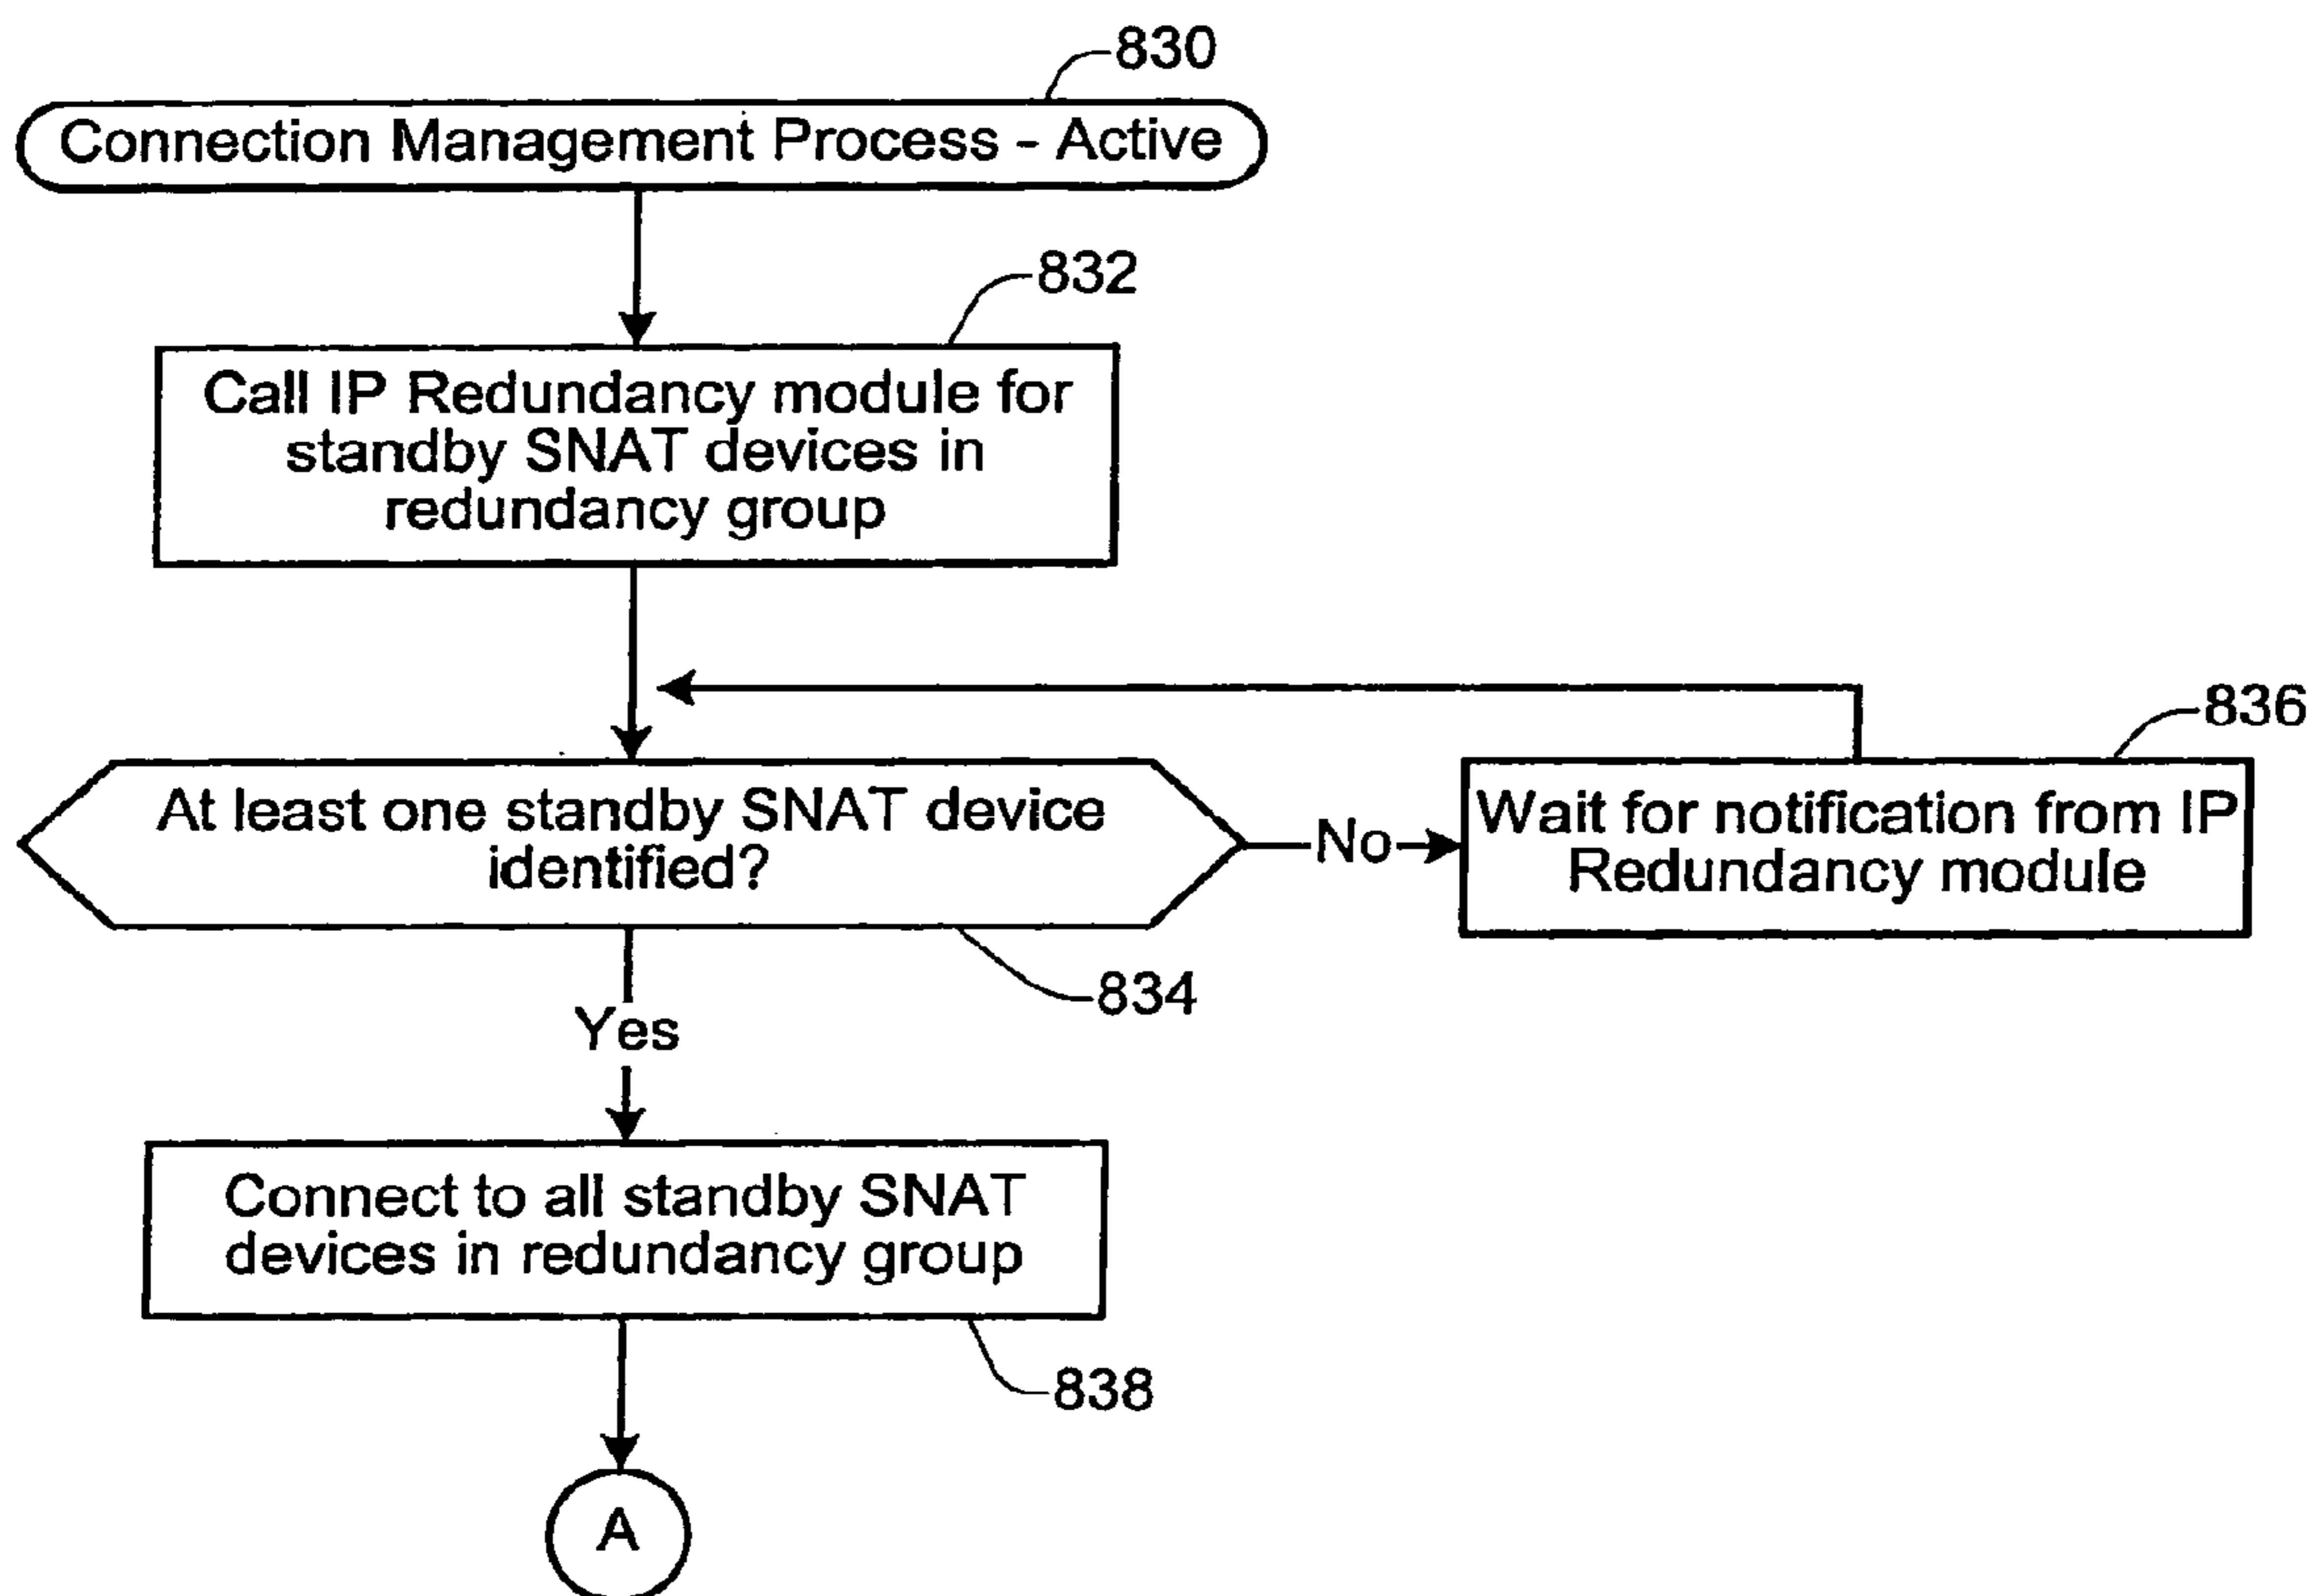 830
Connection Management Process - Active
832
Call IP Redundancy module for
standby SNAT devices in
redundancy group
836
At least one standby SNAT device
identified?
No
Wait for notification from IP
Redundancy module
834
Yes
Connect to all standby SNAT
devices in redundancy group
838
A